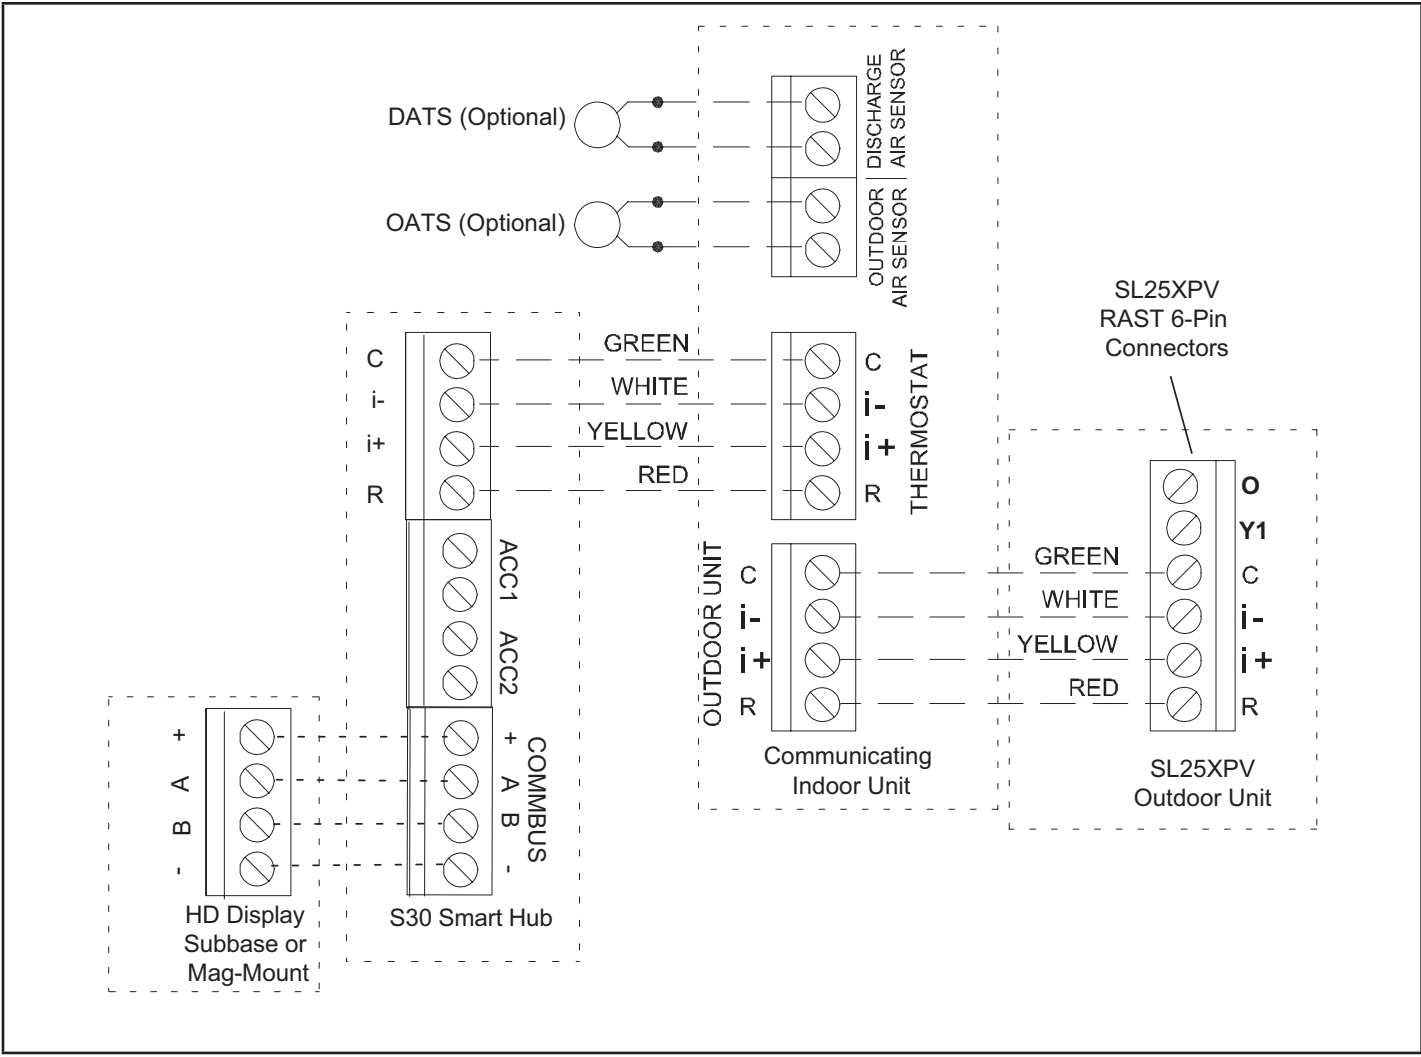 DATS (Optional)
DISCHARGE
AIR SENSOR
OATS (Optional)
OUTDOOR
AIR SENSOR
SL25XPV
RAST 6-Pin
Connectors
C
i-
i+
R
GREEN
WHITE
YELLOW
RED
C
i-
i+
R
THERMOSTAT
ACC1
ACC2
OUTDOOR UNIT
C
i-
i+
R
GREEN
WHITE
YELLOW
RED
O
Y1
C
i-
i+
R
Communicating
Indoor Unit
SL25XPV
Outdoor Unit
+
A
B
-
+
A
B
-
COMMBUS
HD Display
Subbase or
Mag-Mount
S30 Smart Hub